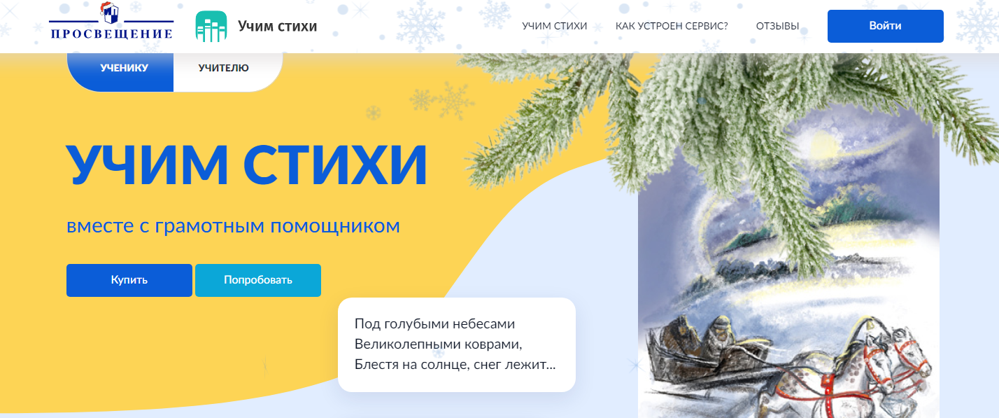 ПРОСВЕЩЕНИЕ
Учим стихи
УЧИМ СТИХИ
КАК УСТРОЕН СЕРВИС?
ОТЗЫВЫ
Войти
УЧЕНИКУ
УЧИТЕЛЮ
УЧИМ СТИХИ
вместе с грамотным помощником
Купить
Попробовать
Под голубыми небесами
Великолепными коврами,
Блестя на солнце, снег лежит...